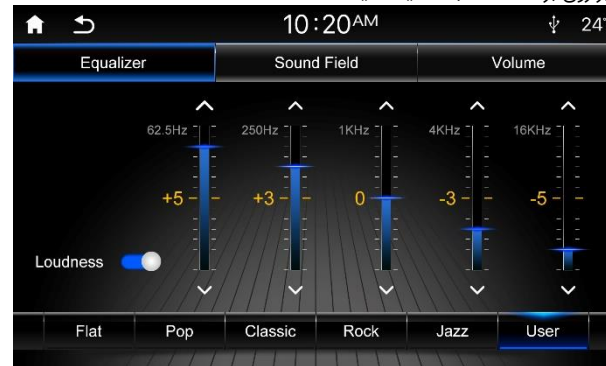 10:20AM 24°
Equalizer Sound Field Volume
62.5Hz 250Hz 1KHz 4KHz 16KHz
+5 +3 0 -3 -5
Loudness
Flat Pop Classic Rock Jazz User